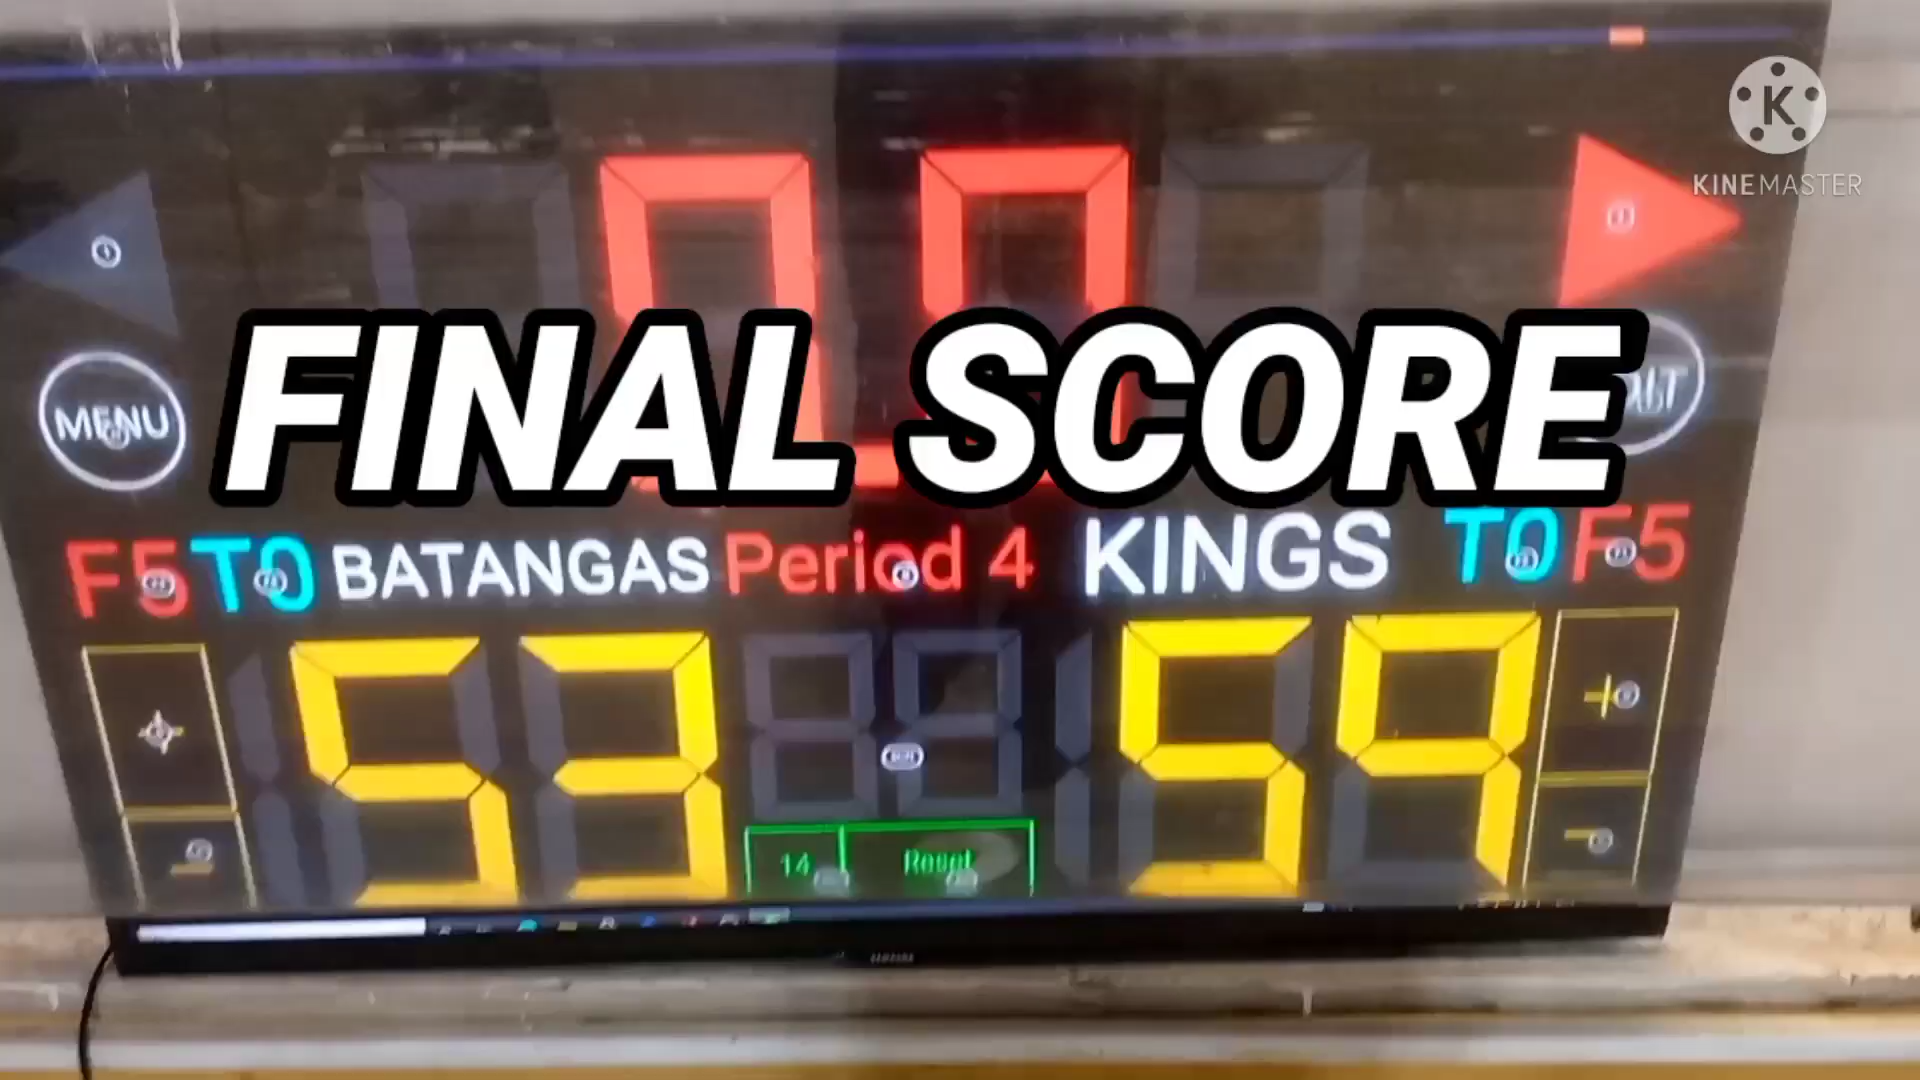 KINEMASTER
FINAL SCORE
MENU
F5 T0 BATANGAS Period 4 KINGS T0 F5
53 59
14 Reset